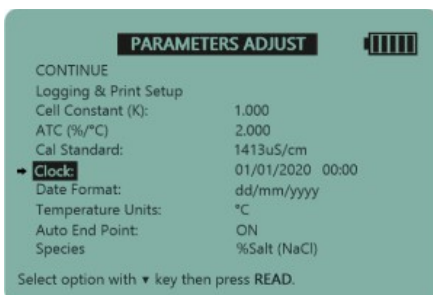 PARAMETERS ADJUST
CONTINUE
Logging & Print Setup
Cell Constant (K): 1.000
ATC (%/°C) 2.000
Cal Standard: 1413uS/cm
Clock: 01/01/2020 00:00
Date Format: dd/mm/yyyy
Temperature Units: °C
Auto End Point: ON
Species %Salt (NaCl)
Select option with ▼ key then press READ.